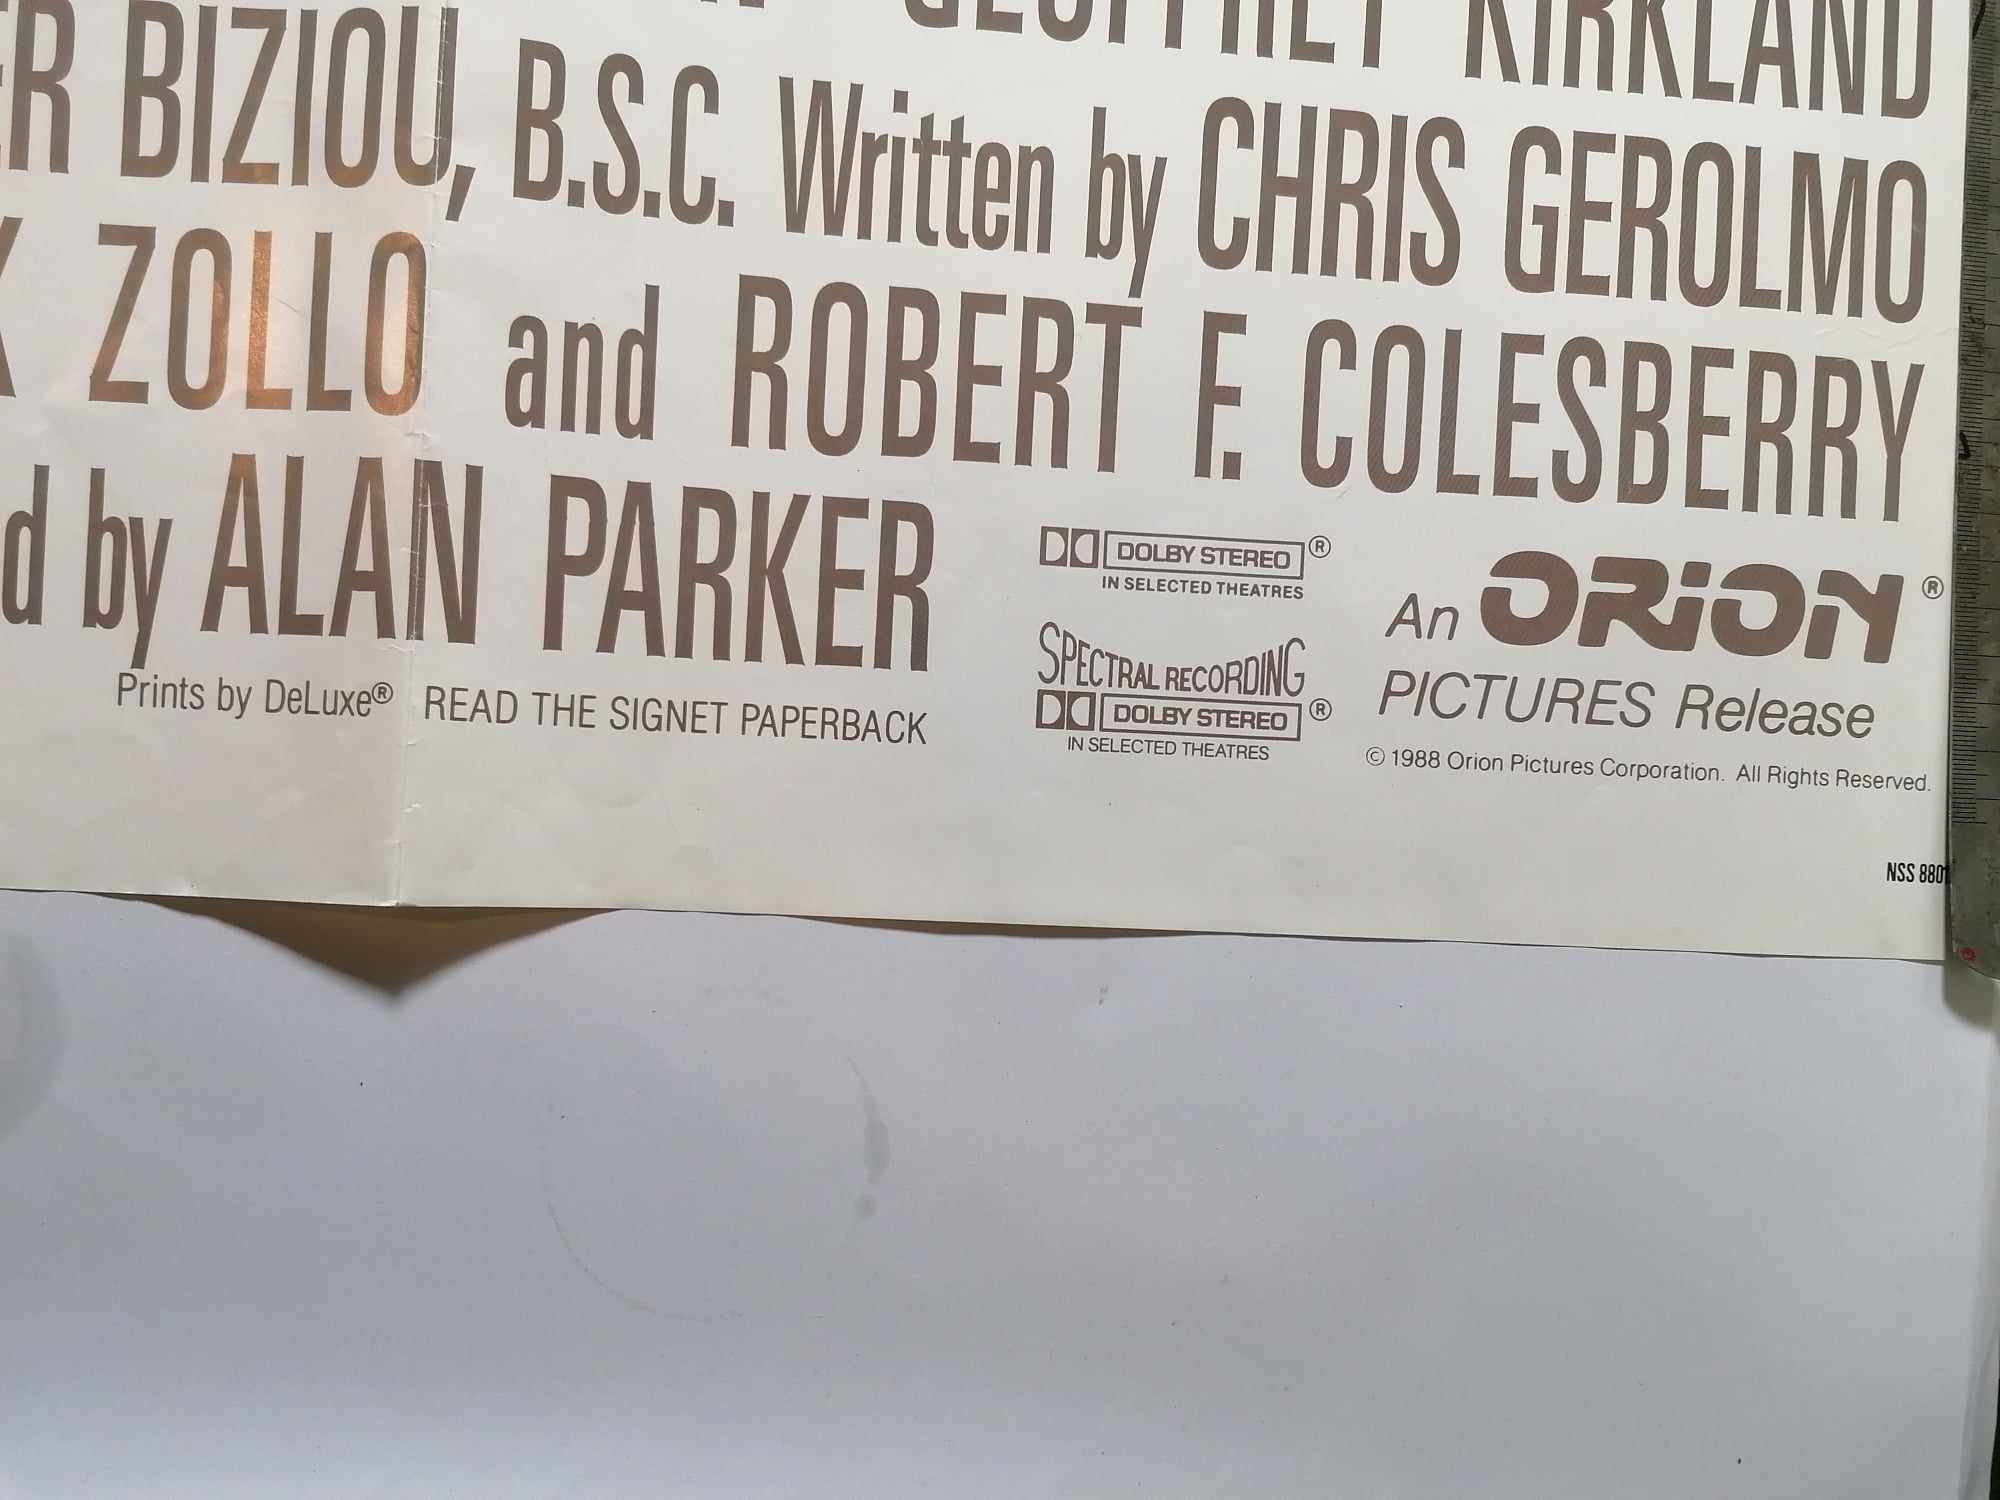 GEOFFREY KIRKLAND
BIZIOU, B.S.C. Written by CHRIS GEROLMO
ZOLLO and ROBERT F. COLESBERRY
by ALAN PARKER
DOLBY STEREO ®
IN SELECTED THEATRES
SPECTRAL RECORDING
DOLBY STEREO ®
IN SELECTED THEATRES
An ORION ®
PICTURES Release
Prints by DeLuxe® READ THE SIGNET PAPERBACK
© 1988 Orion Pictures Corporation. All Rights Reserved.
NSS 8801